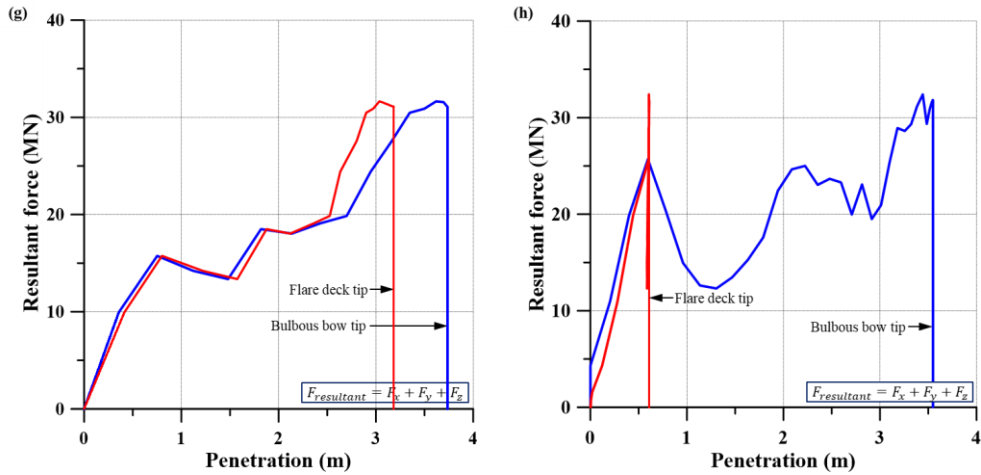 (g)
40
30
20
10
0
Resultant force (MN)
Flare deck tip
Bulbous bow tip
F_resultant = F_x + F_y + F_z
0 1 2 3 4
Penetration (m)
(h)
40
30
20
10
0
Resultant force (MN)
Flare deck tip
Bulbous bow tip
F_resultant = F_x + F_y + F_z
0 1 2 3 4
Penetration (m)